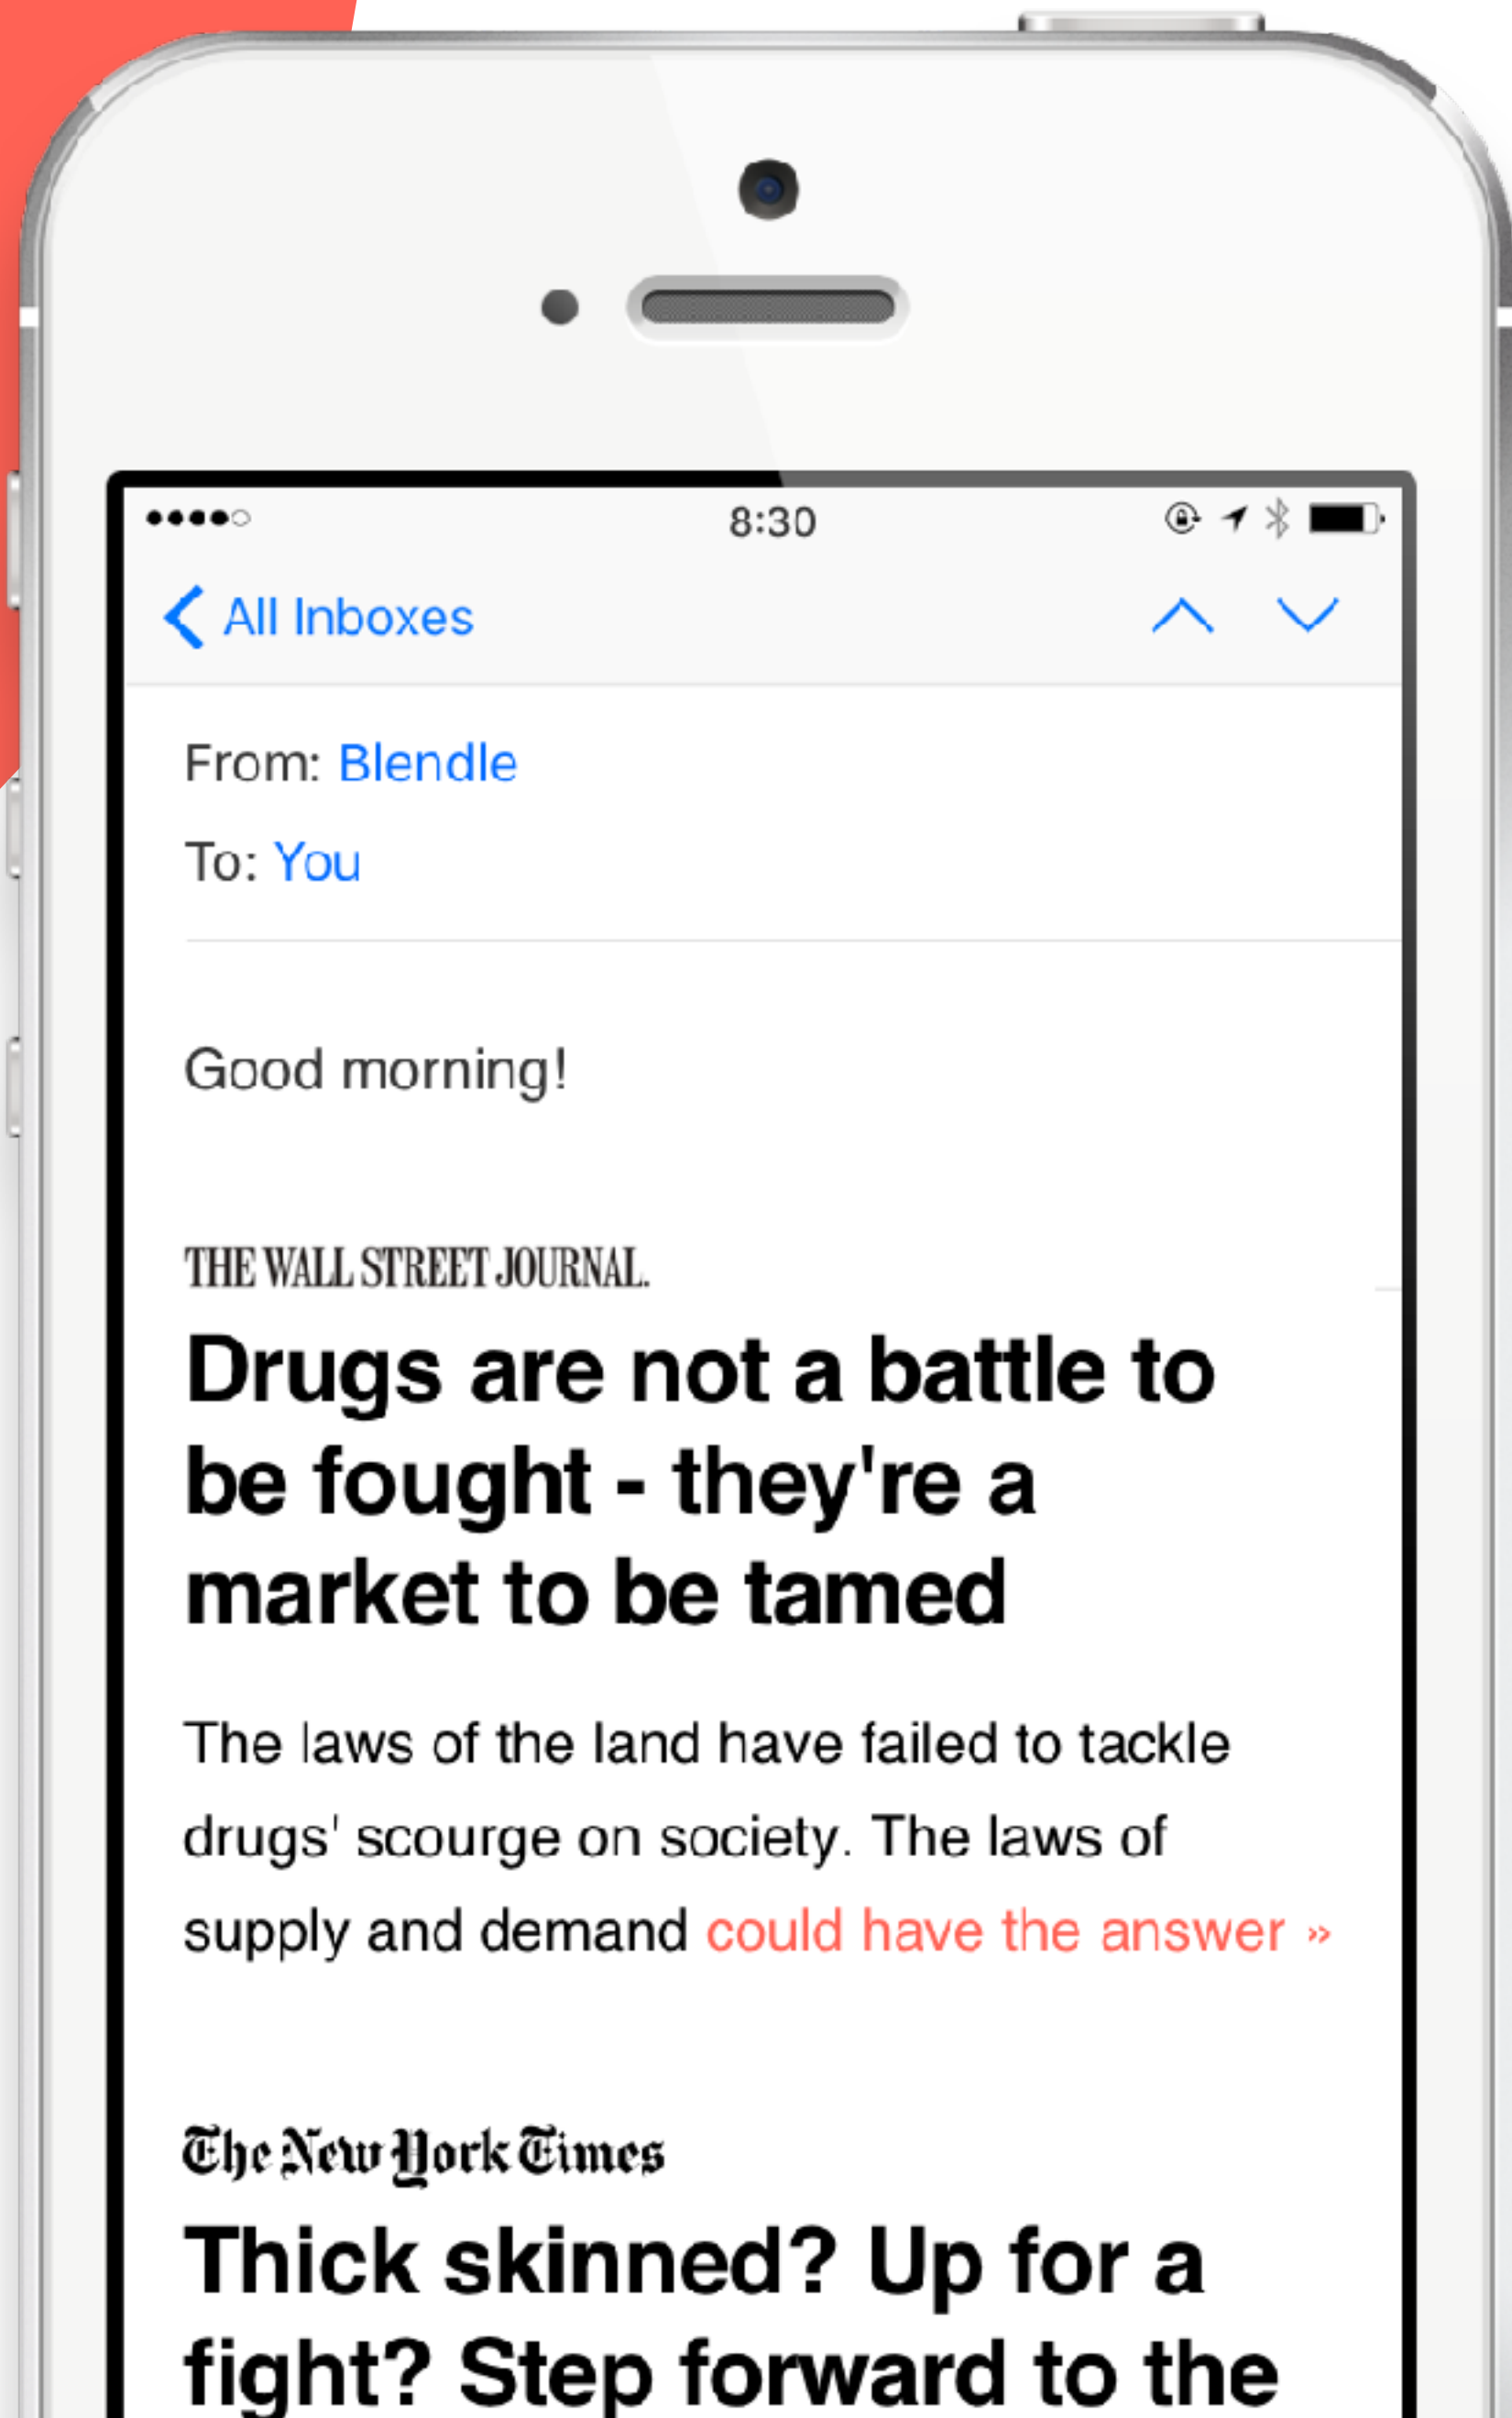 8:30
All Inboxes
From: Blendle
To: You
Good morning!
THE WALL STREET JOURNAL.
Drugs are not a battle to
be fought - they're a
market to be tamed
The laws of the land have failed to tackle
drugs' scourge on society. The laws of
supply and demand could have the answer »
The New York Times
Thick skinned? Up for a
fight? Step forward to the